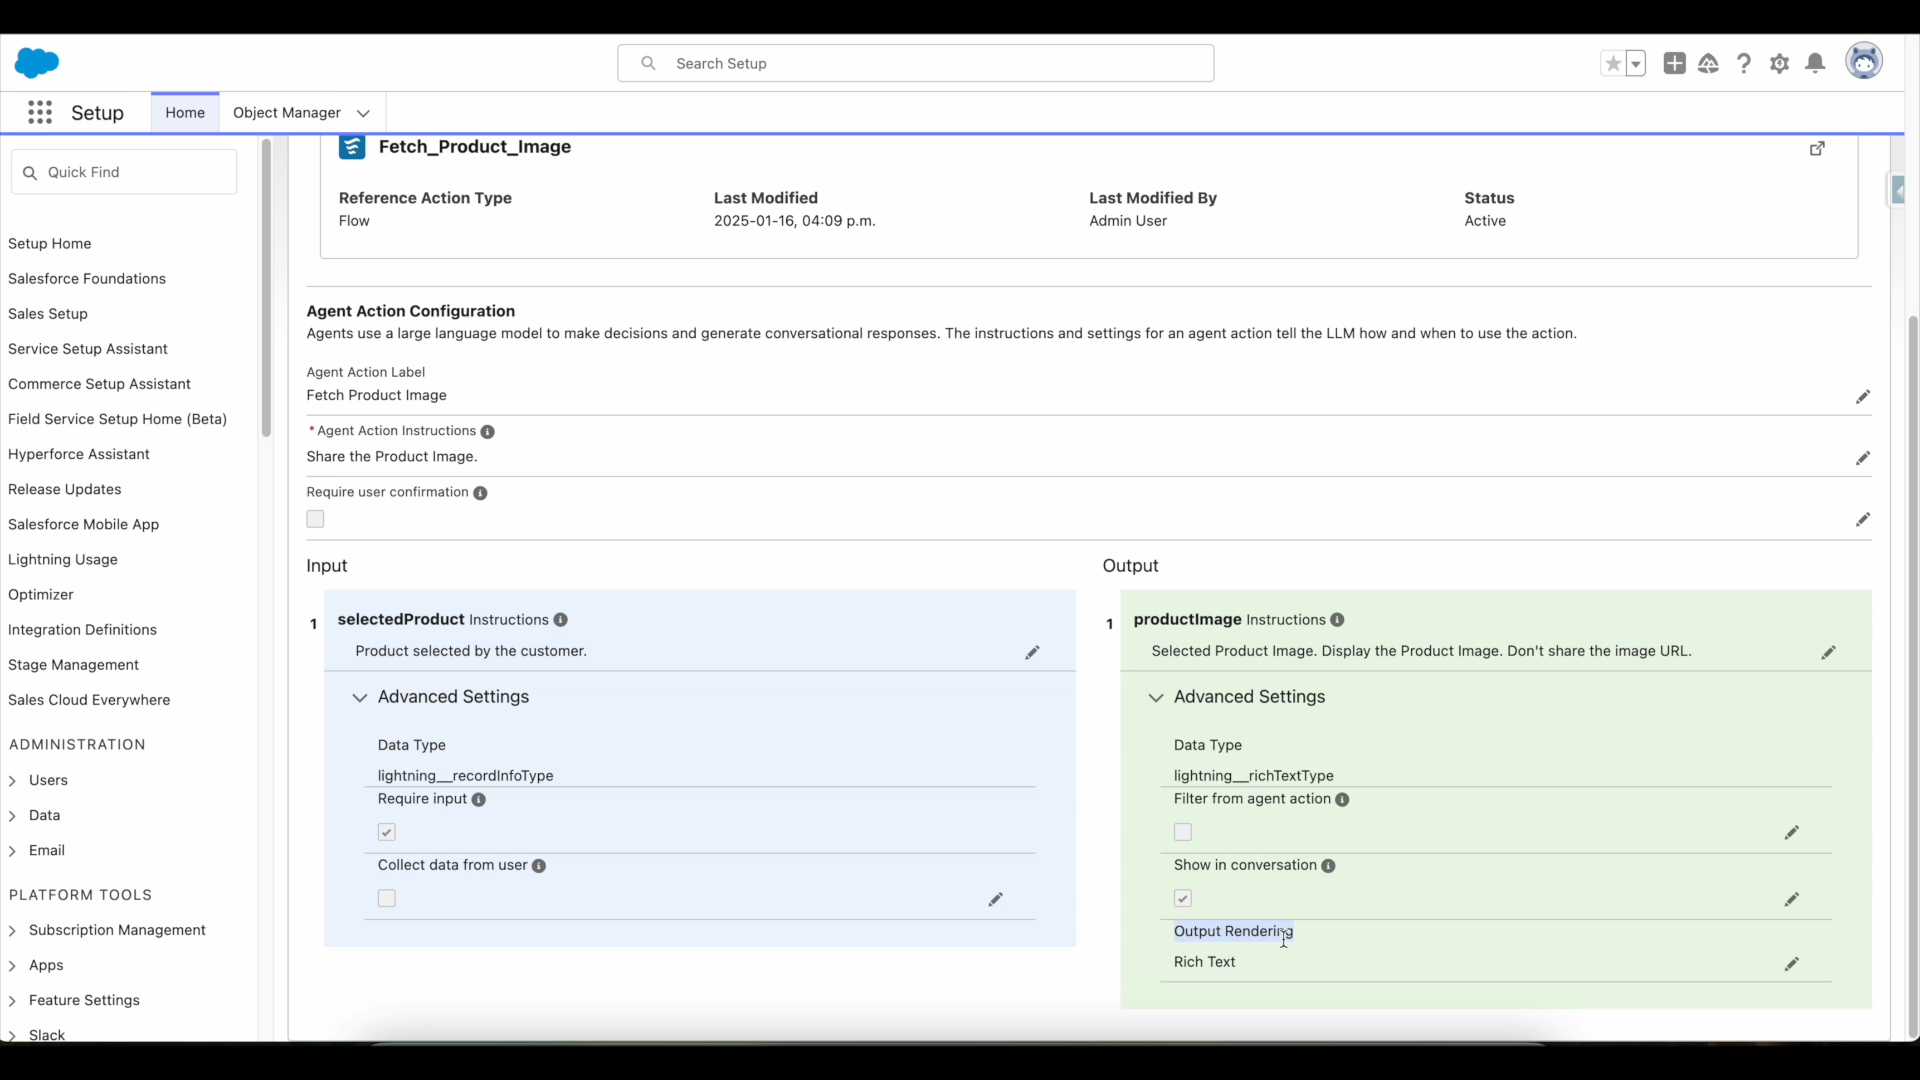 Search Setup
Setup
Home
Object Manager
Quick Find
Setup Home
Salesforce Foundations
Sales Setup
Service Setup Assistant
Commerce Setup Assistant
Field Service Setup Home (Beta)
Hyperforce Assistant
Release Updates
Salesforce Mobile App
Lightning Usage
Optimizer
Integration Definitions
Stage Management
Sales Cloud Everywhere
ADMINISTRATION
Users
Data
Email
PLATFORM TOOLS
Subscription Management
Apps
Feature Settings
Slack
Fetch_Product_Image
Reference Action Type
Flow
Last Modified
2025-01-16, 04:09 p.m.
Last Modified By
Admin User
Status
Active
Agent Action Configuration
Agents use a large language model to make decisions and generate conversational responses. The instructions and settings for an agent action tell the LLM how and when to use the action.
Agent Action Label
Fetch Product Image
* Agent Action Instructions
Share the Product Image.
Require user confirmation
Input
1
selectedProduct Instructions
Product selected by the customer.
Advanced Settings
Data Type
lightning__recordInfoType
Require input
Collect data from user
Output
1
productImage Instructions
Selected Product Image. Display the Product Image. Don't share the image URL.
Advanced Settings
Data Type
lightning__richTextType
Filter from agent action
Show in conversation
Output Rendering
Rich Text